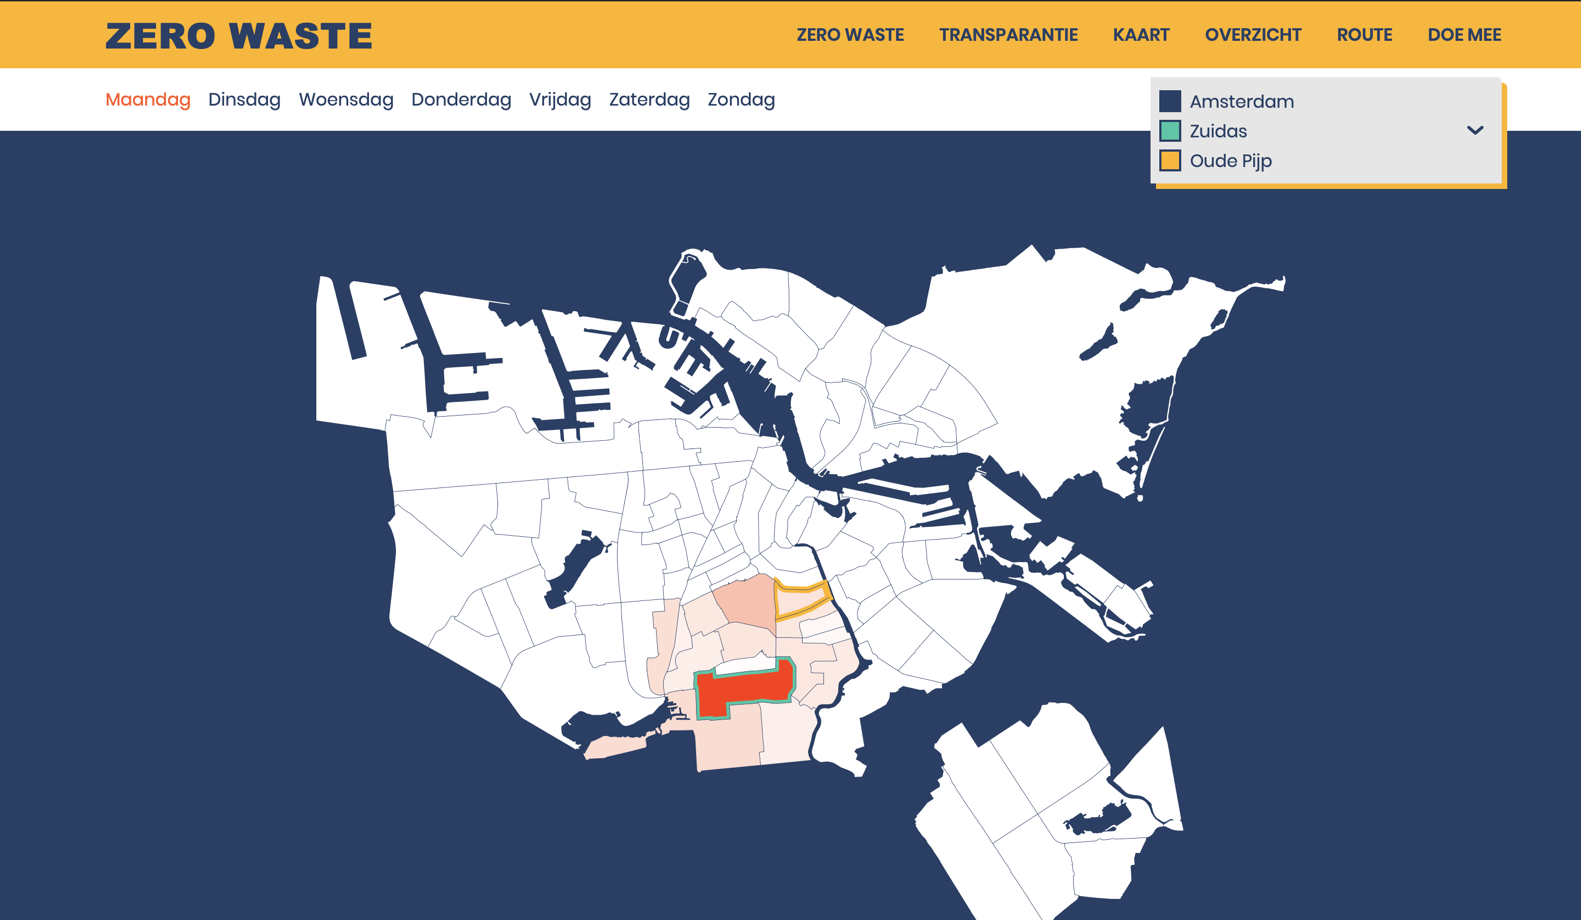 ZERO WASTE
ZERO WASTE TRANSPARANTIE KAART OVERZICHT ROUTE DOE MEE
Maandag Dinsdag Woensdag Donderdag Vrijdag Zaterdag Zondag
Amsterdam
Zuidas
Oude Pijp